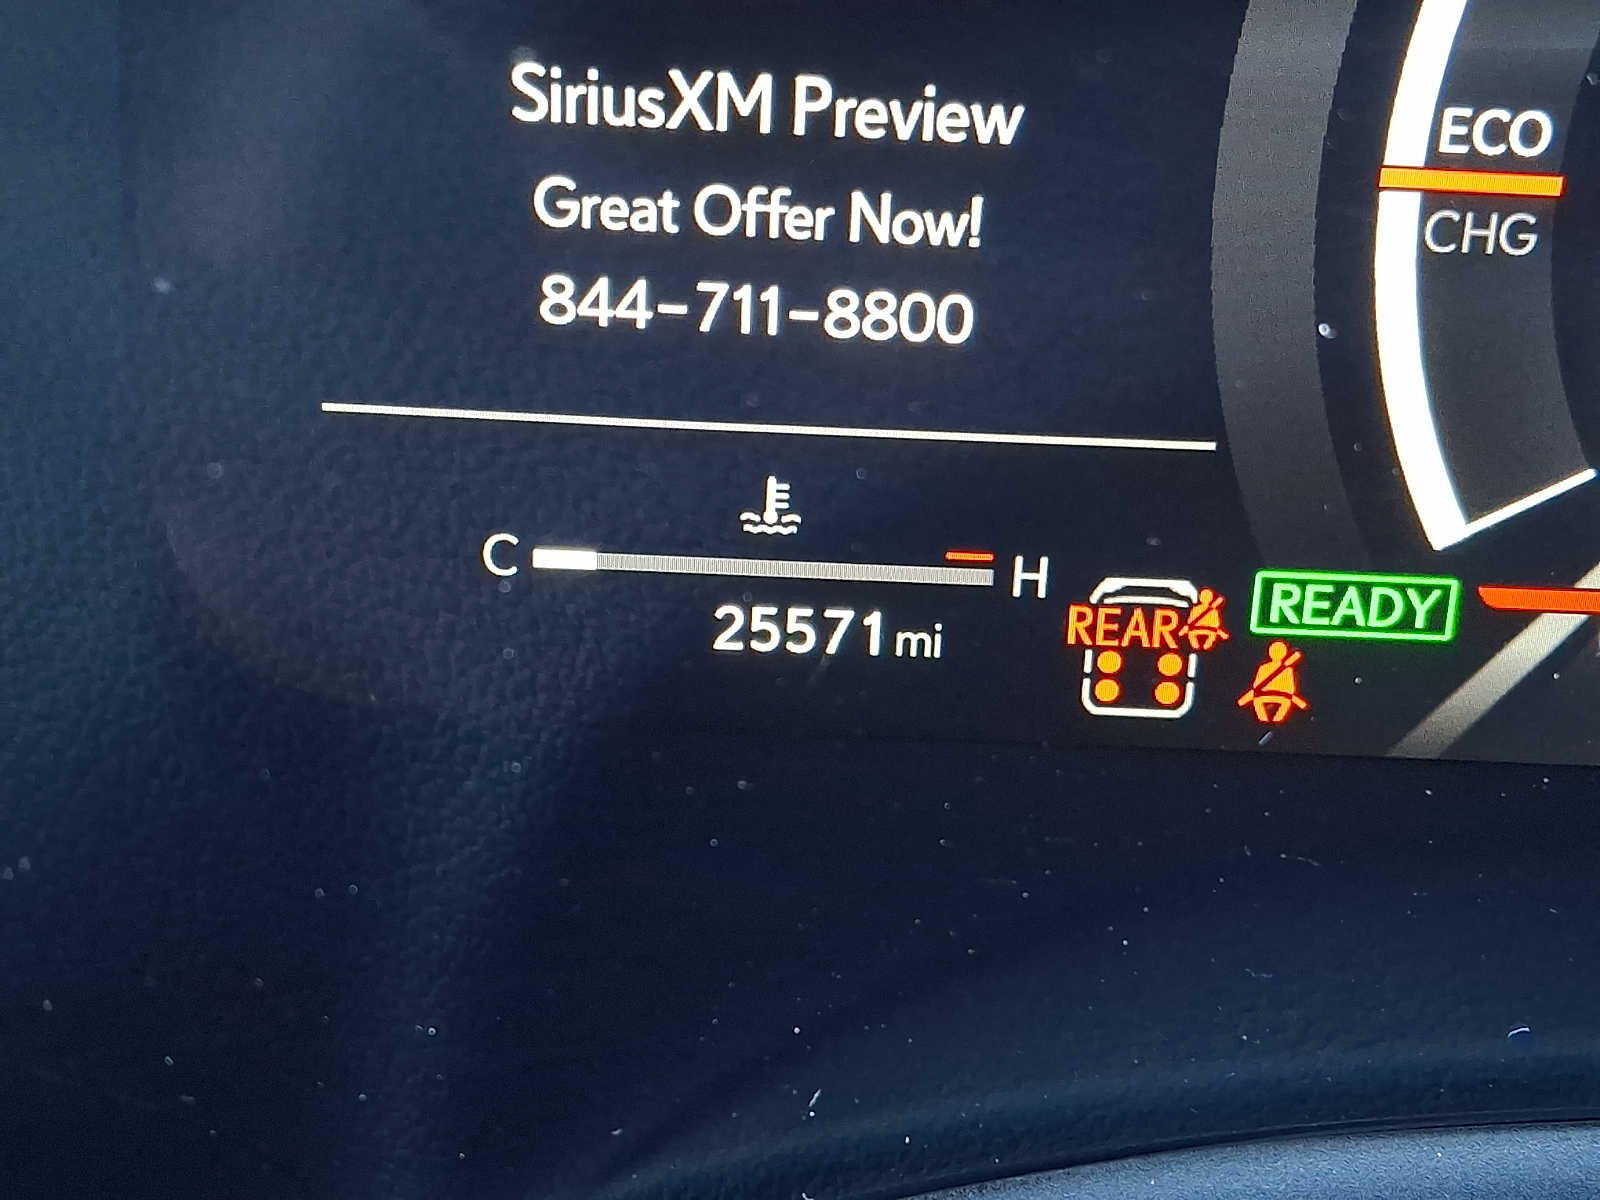 SiriusXM Preview
Great Offer Now!
844-711-8800
ECO
CHG
C H
25571 mi
REAR
READY